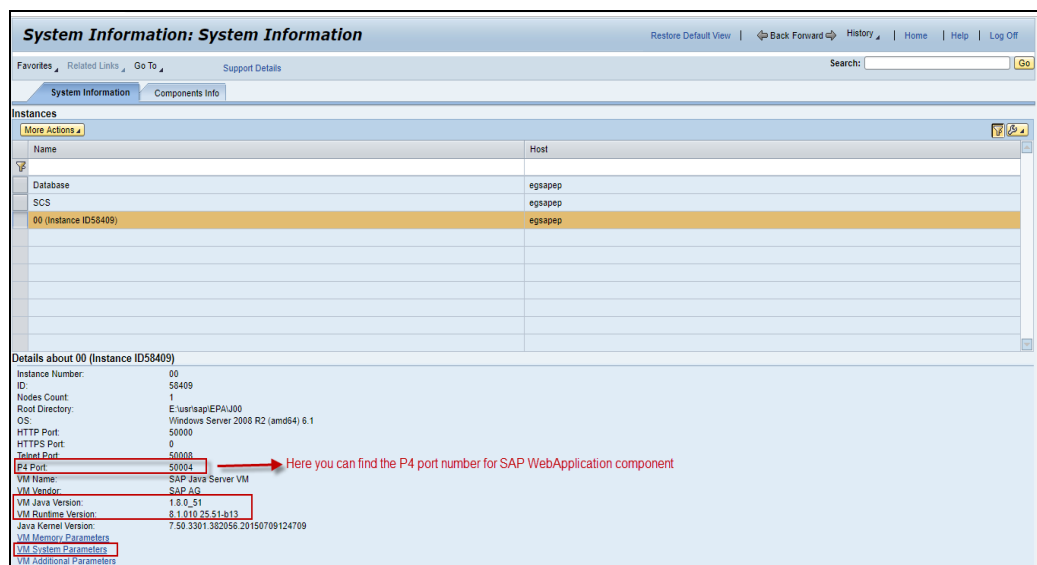 System Information: System Information
Restore Default View | Back Forward History | Home | Help | Log Off
Favorites Related Links Go To Support Details Search: Go
System Information Components Info
Instances
More Actions
Name Host
Database egsapep
SCS egsapep
00 (Instance ID58409) egsapep
Details about 00 (Instance ID58409)
Instance Number: 00
ID: 58409
Nodes Count: 1
Root Directory: E:\usr\sap\EPA\J00
OS: Windows Server 2008 R2 (amd64) 6.1
HTTP Port: 50000
HTTPS Port: 0
Telnet Port: 50008
P4 Port: 50004 Here you can find the P4 port number for SAP WebApplication component
VM Name: SAP Java Server VM
VM Vendor: SAP AG
VM Java Version: 1.8.0_51
VM Runtime Version: 8.1.010 25.51-b13
Java Kernel Version: 7.50.3301.382056.20150709124709
VM Memory Parameters
VM System Parameters
VM Additional Parameters